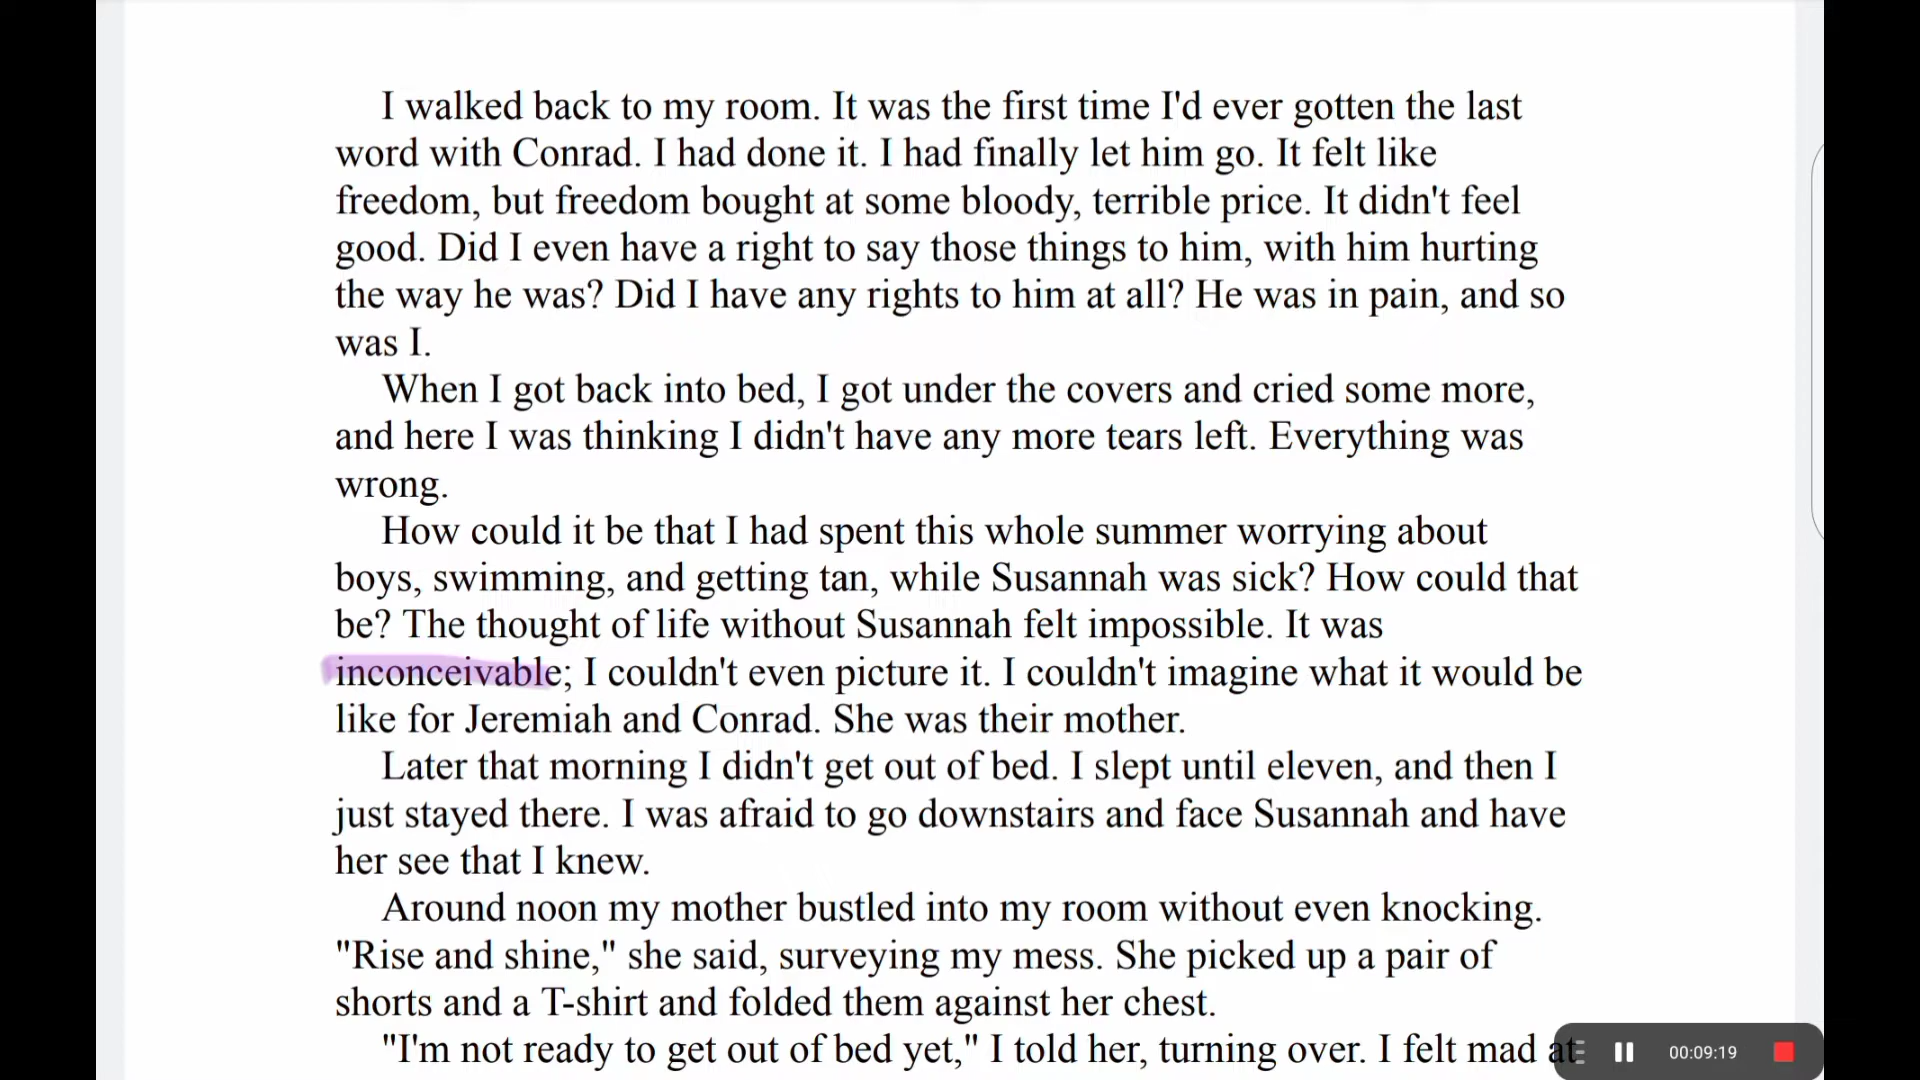 I walked back to my room. It was the first time I'd ever gotten the last
word with Conrad. I had done it. I had finally let him go. It felt like
freedom, but freedom bought at some bloody, terrible price. It didn't feel
good. Did I even have a right to say those things to him, with him hurting
the way he was? Did I have any rights to him at all? He was in pain, and so
was I.
When I got back into bed, I got under the covers and cried some more,
and here I was thinking I didn't have any more tears left. Everything was
wrong.
How could it be that I had spent this whole summer worrying about
boys, swimming, and getting tan, while Susannah was sick? How could that
be? The thought of life without Susannah felt impossible. It was
inconceivable; I couldn't even picture it. I couldn't imagine what it would be
like for Jeremiah and Conrad. She was their mother.
Later that morning I didn't get out of bed. I slept until eleven, and then I
just stayed there. I was afraid to go downstairs and face Susannah and have
her see that I knew.
Around noon my mother bustled into my room without even knocking.
"Rise and shine," she said, surveying my mess. She picked up a pair of
shorts and a T-shirt and folded them against her chest.
"I'm not ready to get out of bed yet," I told her, turning over. I felt mad at
00:09:19